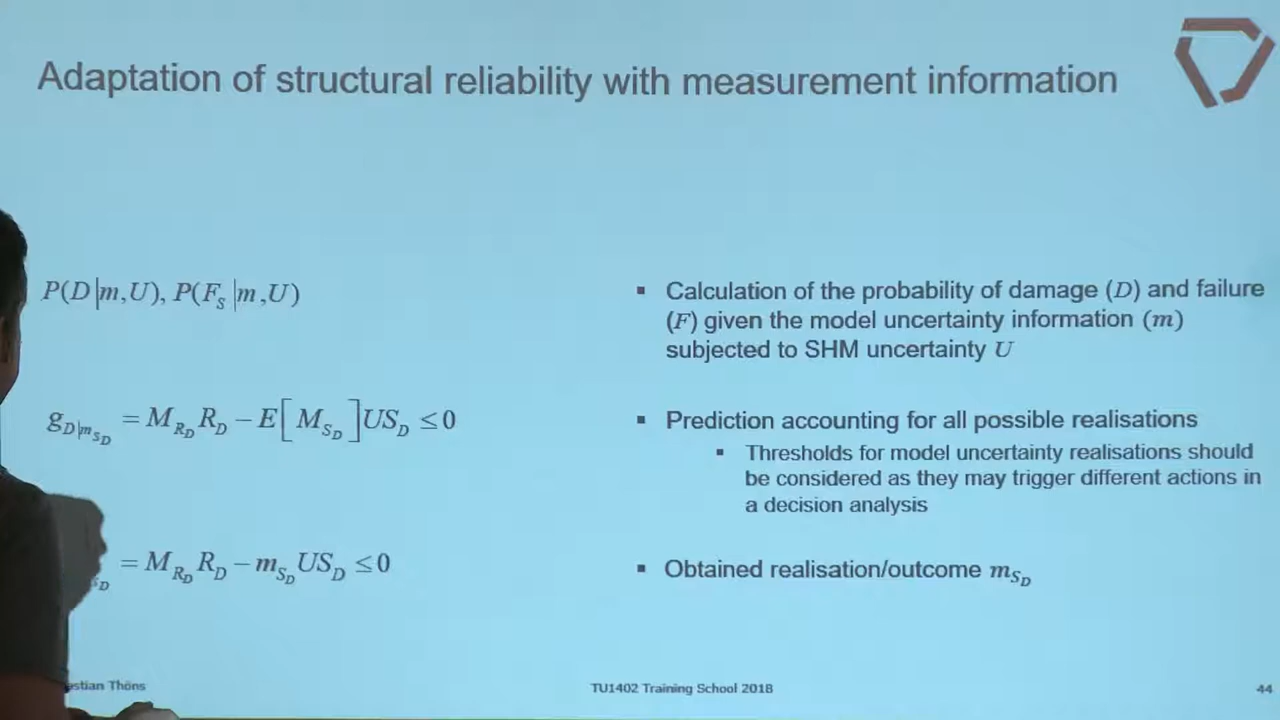 Adaptation of structural reliability with measurement information
P(D|m,U), P(F_S|m,U)
▪ Calculation of the probability of damage (D) and failure
(F) given the model uncertainty information (m)
subjected to SHM uncertainty U
g_{D|m_{S_D}} = M_{R_D} R_D − E[M_{S_D}] U S_D ≤ 0
▪ Prediction accounting for all possible realisations
▪ Thresholds for model uncertainty realisations should
be considered as they may trigger different actions in
a decision analysis
= M_{R_D} R_D − m_{S_D} U S_D ≤ 0
▪ Obtained realisation/outcome m_{S_D}
Thöns
TU1402 Training School 2018
44